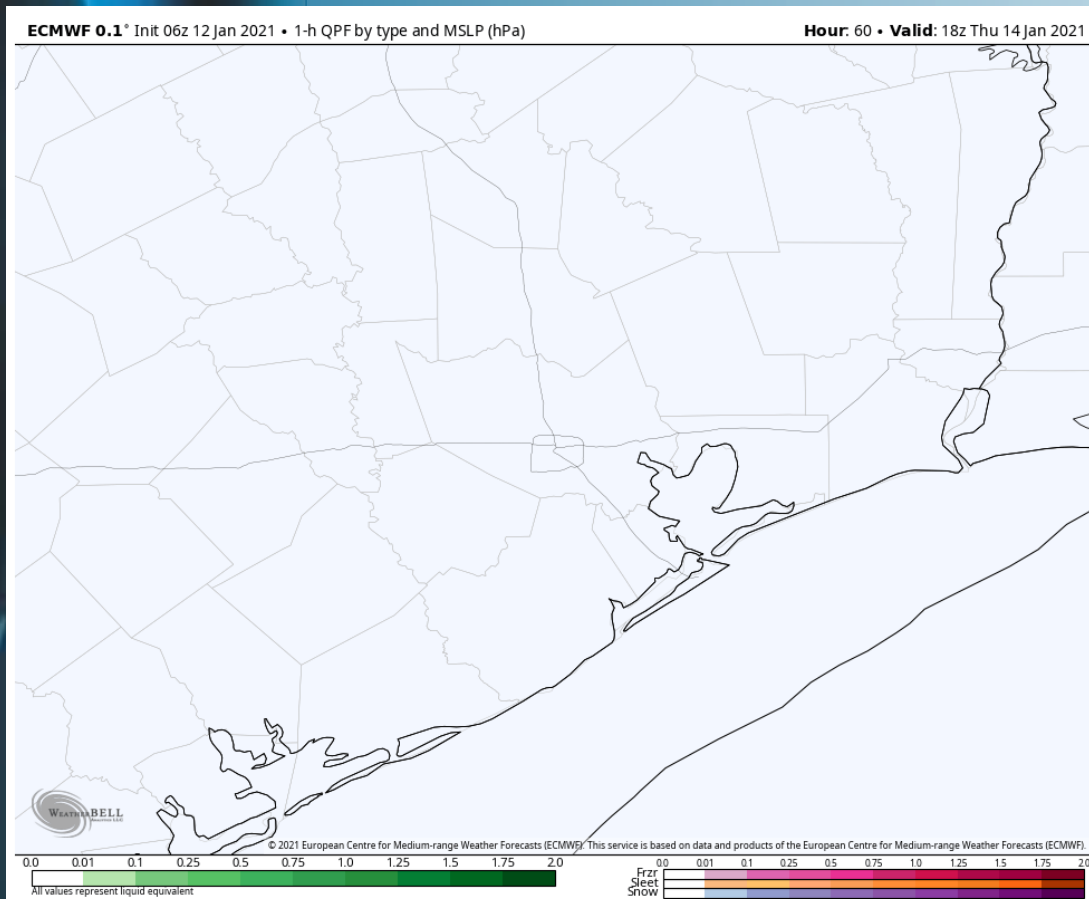 ECMWF 0.1° Init 06z 12 Jan 2021 • 1-h QPF by type and MSLP (hPa)
Hour: 60 • Valid: 18z Thu 14 Jan 2021
WEATHERBELL
© 2021 European Centre for Medium-range Weather Forecasts (ECMWF). This service is based on data and products of the European Centre for Medium-range Weather Forecasts (ECMWF).
0.0 0.01 0.1 0.25 0.5 0.75 1.0 1.25 1.5 1.75 2.0
All values represent liquid equivalent
0.0 0.01 0.1 0.25 0.5 0.75 1.0 1.25 1.5 1.75 2.0
Frzr
Sleet
Snow